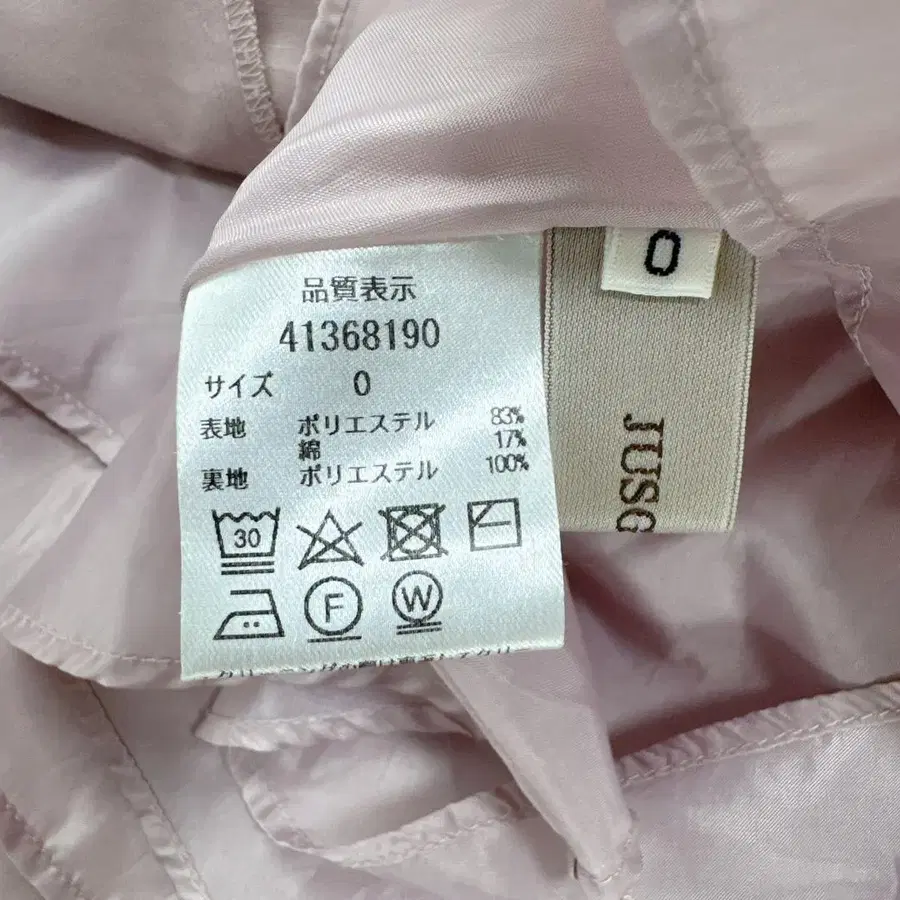 品質表示
41368190
サイズ 0
表地 ポリエステル 83%
綿 17%
裏地 ポリエステル 100%
30
F
W
0
JUSG